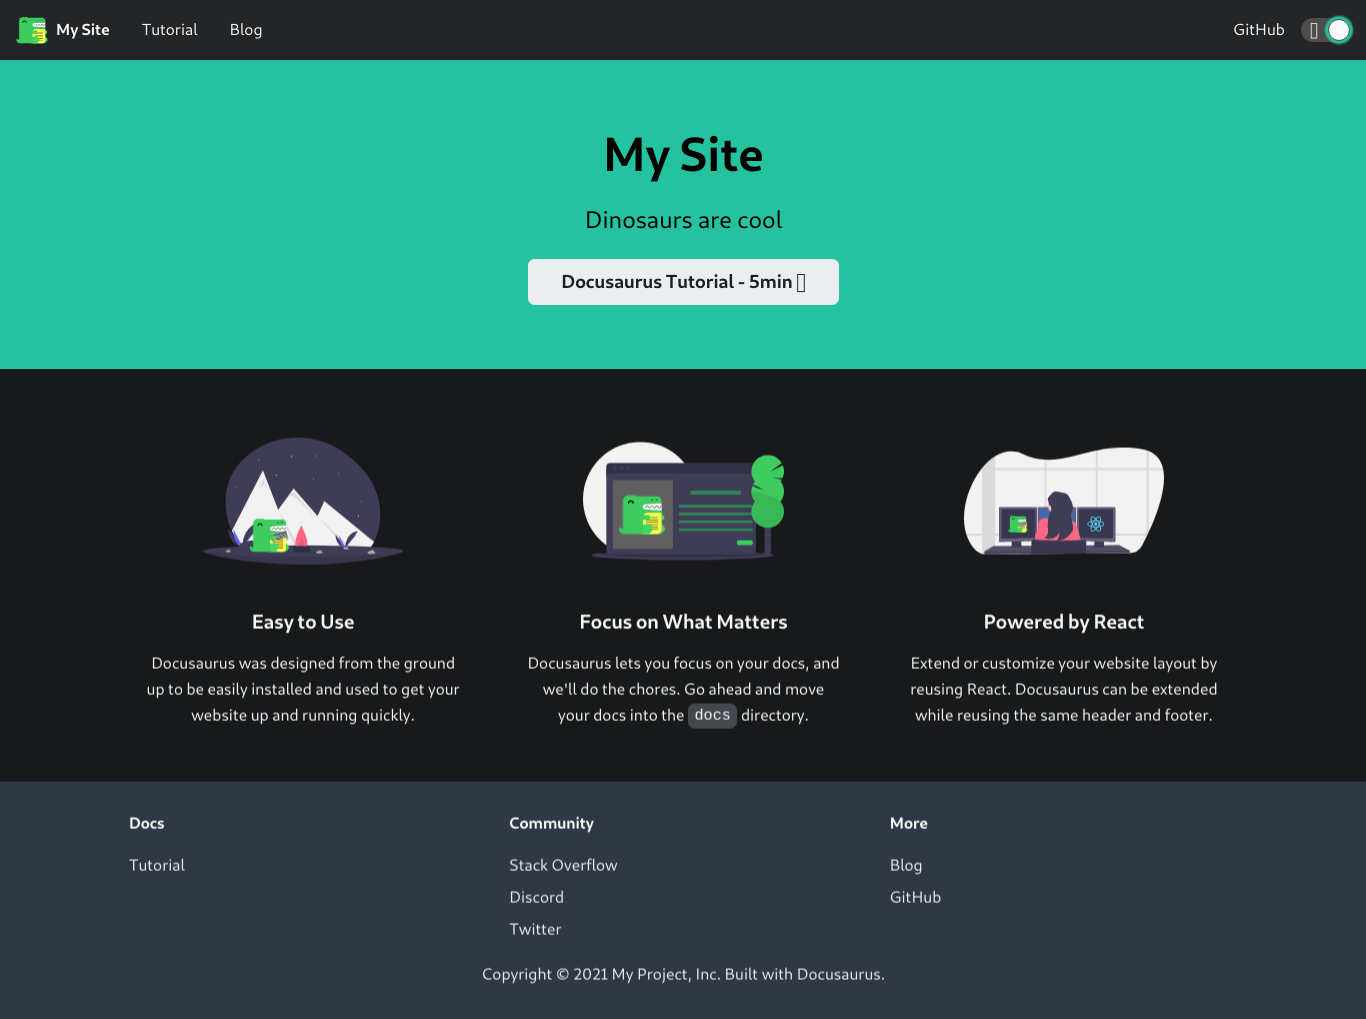 My Site
Tutorial
Blog
GitHub
My Site
Dinosaurs are cool
Docusaurus Tutorial - 5min
Easy to Use
Docusaurus was designed from the ground
up to be easily installed and used to get your
website up and running quickly.
Focus on What Matters
Docusaurus lets you focus on your docs, and
we'll do the chores. Go ahead and move
your docs into the docs directory.
Powered by React
Extend or customize your website layout by
reusing React. Docusaurus can be extended
while reusing the same header and footer.
Docs
Tutorial
Community
Stack Overflow
Discord
Twitter
More
Blog
GitHub
Copyright © 2021 My Project, Inc. Built with Docusaurus.